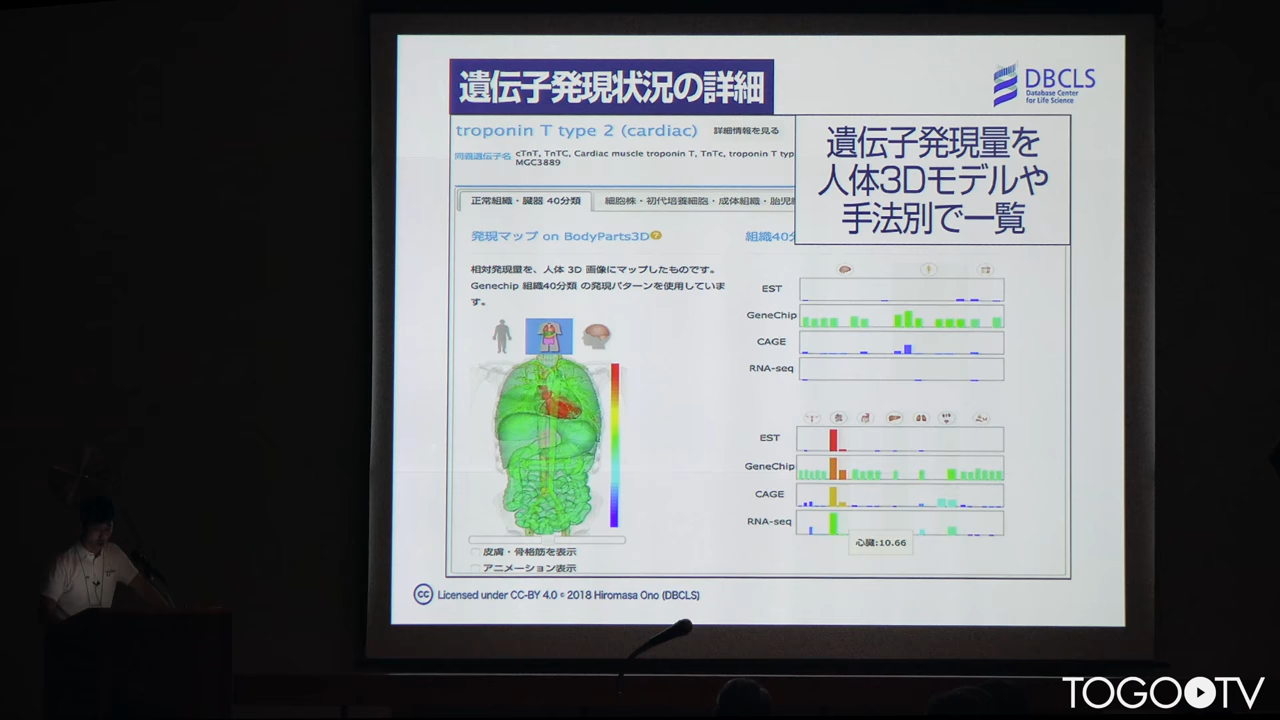 遺伝子発現状況の詳細
DBCLS
Database Center
for Life Science
遺伝子発現量を
人体3Dモデルや
手法別で一覧
troponin T type 2 (cardiac) 詳細情報を見る
同義遺伝子名 cTnT, TnTC, Cardiac muscle troponin T, TnTc, troponin T typ
MGC3889
正常組織・臓器 40分類 細胞株・初代培養細胞・成体組織・胎児
発現マップ on BodyParts3D
相対発現量を、人体 3D 画像にマップしたものです。
Genechip 組織40分類 の発現パターンを使用していま
す。
皮膚・骨格筋を表示
アニメーション表示
組織40分
EST
GeneChip
CAGE
RNA-seq
EST
GeneChip
CAGE
RNA-seq
心臓:10.66
cc Licensed under CC-BY 4.0 © 2018 Hiromasa Ono (DBCLS)
TOGOTV